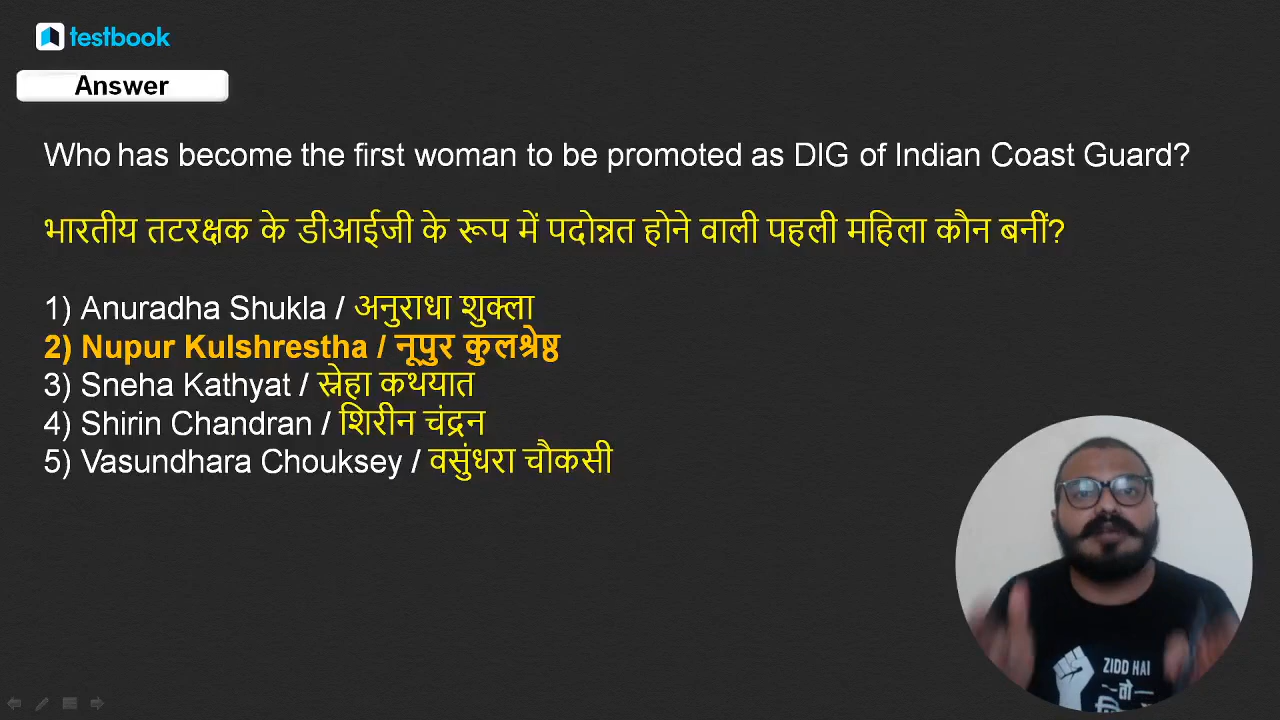 testbook
Answer
Who has become the first woman to be promoted as DIG of Indian Coast Guard?
भारतीय तटरक्षक के डीआईजी के रूप में पदोन्नत होने वाली पहली महिला कौन बनीं?
1) Anuradha Shukla / अनुराधा शुक्ला
2) Nupur Kulshrestha / नूपुर कुलश्रेष्ठ
3) Sneha Kathyat / स्नेहा कथयात
4) Shirin Chandran / शिरीन चंद्रन
5) Vasundhara Chouksey / वसुंधरा चौकसी
ZIDD HAI
तो